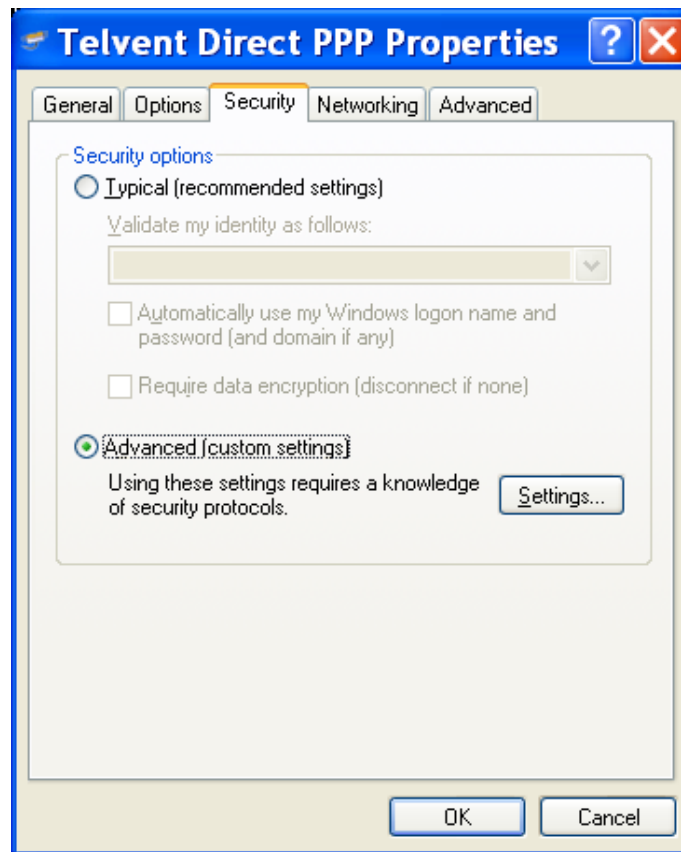 Telvent Direct PPP Properties
General Options Security Networking Advanced
Security options
Typical (recommended settings)
Validate my identity as follows:
Automatically use my Windows logon name and
password (and domain if any)
Require data encryption (disconnect if none)
Advanced (custom settings)
Using these settings requires a knowledge
of security protocols.
Settings...
OK Cancel